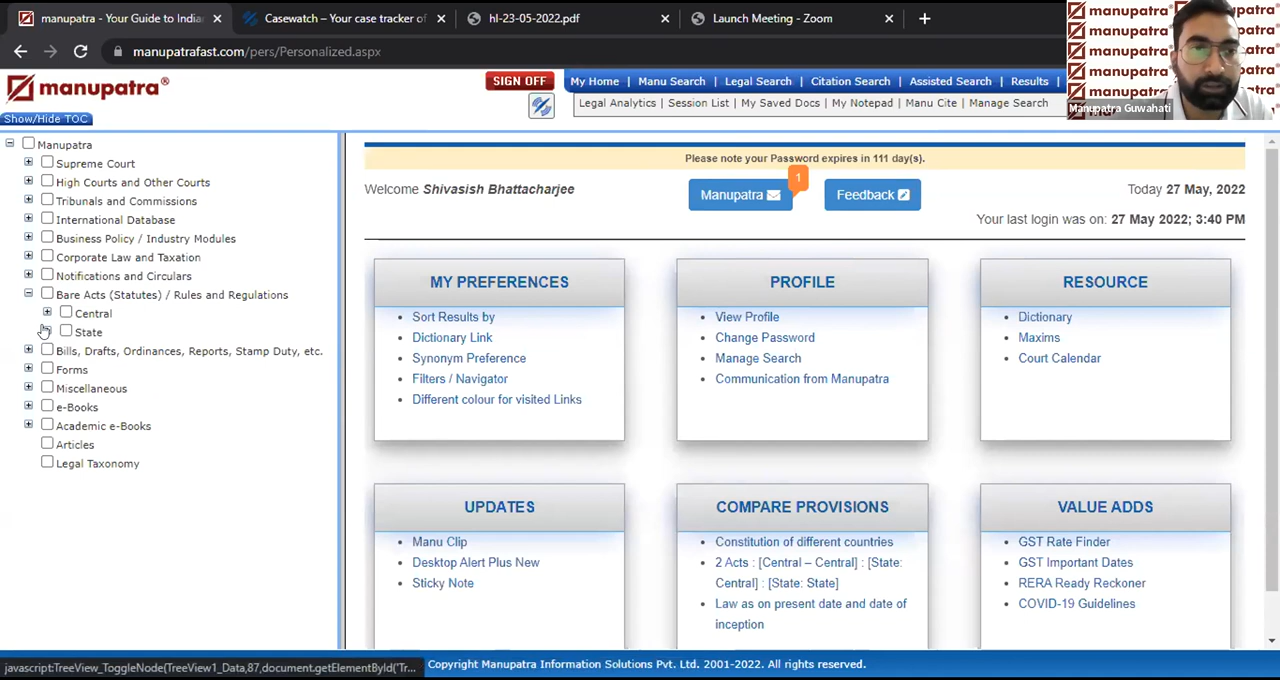 manupatra - Your Guide to India
Casewatch – Your case tracker of
hl-23-05-2022.pdf
Launch Meeting - Zoom
manupatrafast.com/pers/Personalized.aspx
manupatra®
SIGN OFF
My Home | Manu Search | Legal Search | Citation Search | Assisted Search | Results |
Legal Analytics | Session List | My Saved Docs | My Notepad | Manu Cite | Manage Search
manupatra
manupatra
manupatra
manupatra
manupatra
Manupatra Guwahati
Show/Hide TOC
Manupatra
Supreme Court
High Courts and Other Courts
Tribunals and Commissions
International Database
Business Policy / Industry Modules
Corporate Law and Taxation
Notifications and Circulars
Bare Acts (Statutes) / Rules and Regulations
Central
State
Bills, Drafts, Ordinances, Reports, Stamp Duty, etc.
Forms
Miscellaneous
e-Books
Academic e-Books
Articles
Legal Taxonomy
Please note your Password expires in 111 day(s).
Welcome Shivasish Bhattacharjee
Manupatra
1
Feedback
Today 27 May, 2022
Your last login was on: 27 May 2022; 3:40 PM
MY PREFERENCES
Sort Results by
Dictionary Link
Synonym Preference
Filters / Navigator
Different colour for visited Links
PROFILE
View Profile
Change Password
Manage Search
Communication from Manupatra
RESOURCE
Dictionary
Maxims
Court Calendar
UPDATES
Manu Clip
Desktop Alert Plus New
Sticky Note
COMPARE PROVISIONS
Constitution of different countries
2 Acts : [Central – Central] : [State:
Central] : [State: State]
Law as on present date and date of
inception
VALUE ADDS
GST Rate Finder
GST Important Dates
RERA Ready Reckoner
COVID-19 Guidelines
javascript:TreeView_ToggleNode(TreeView1_Data,87,document.getElementById('Tr...
Copyright Manupatra Information Solutions Pvt. Ltd. 2001-2022. All rights reserved.